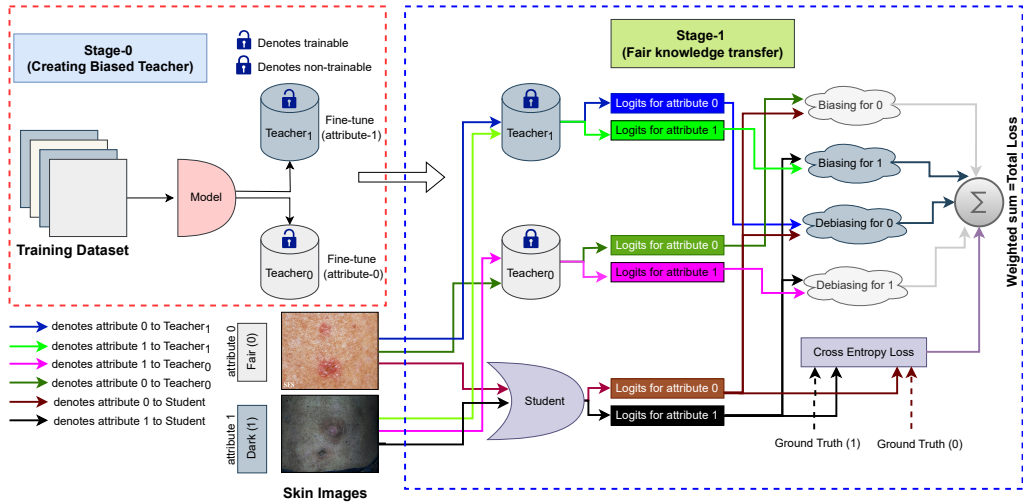 Stage-0
(Creating Biased Teacher)
Denotes trainable
Denotes non-trainable
Teacher1
Fine-tune
(attribute-1)
Model
Training Dataset
Teacher0
Fine-tune
(attribute-0)
Stage-1
(Fair knowledge transfer)
Teacher1
Logits for attribute 0
Logits for attribute 1
Biasing for 0
Biasing for 1
Debiasing for 0
Debiasing for 1
Σ
Weighted sum =Total Loss
Teacher0
Logits for attribute 0
Logits for attribute 1
denotes attribute 0 to Teacher1
denotes attribute 1 to Teacher1
denotes attribute 1 to Teacher0
denotes attribute 0 to Teacher0
denotes attribute 0 to Student
denotes attribute 1 to Student
attribute 0
Fair (0)
SFS
attribute 1
Dark (1)
Skin Images
Student
Logits for attribute 0
Logits for attribute 1
Cross Entropy Loss
Ground Truth (1)
Ground Truth (0)